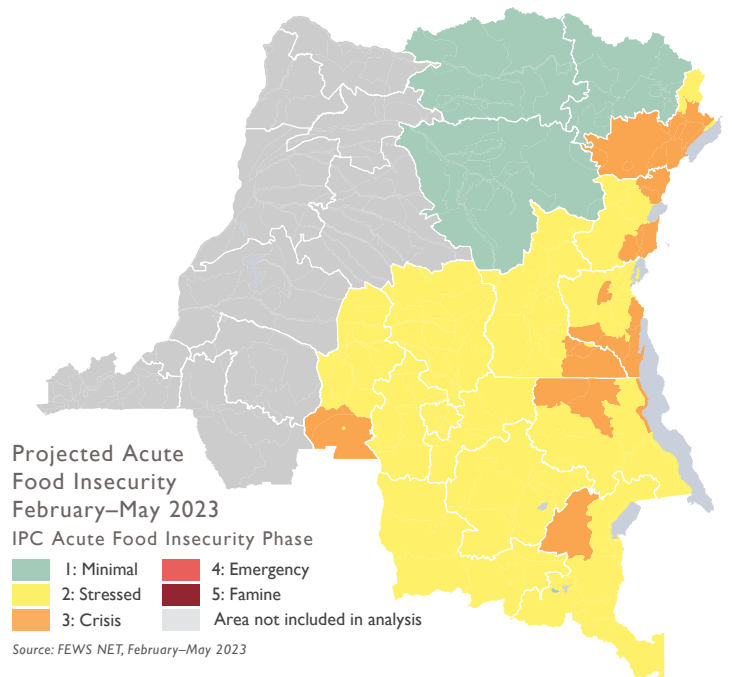 Projected Acute
Food Insecurity
February–May 2023
IPC Acute Food Insecurity Phase
1: Minimal
4: Emergency
2: Stressed
5: Famine
3: Crisis
Area not included in analysis
Source: FEWS NET, February–May 2023